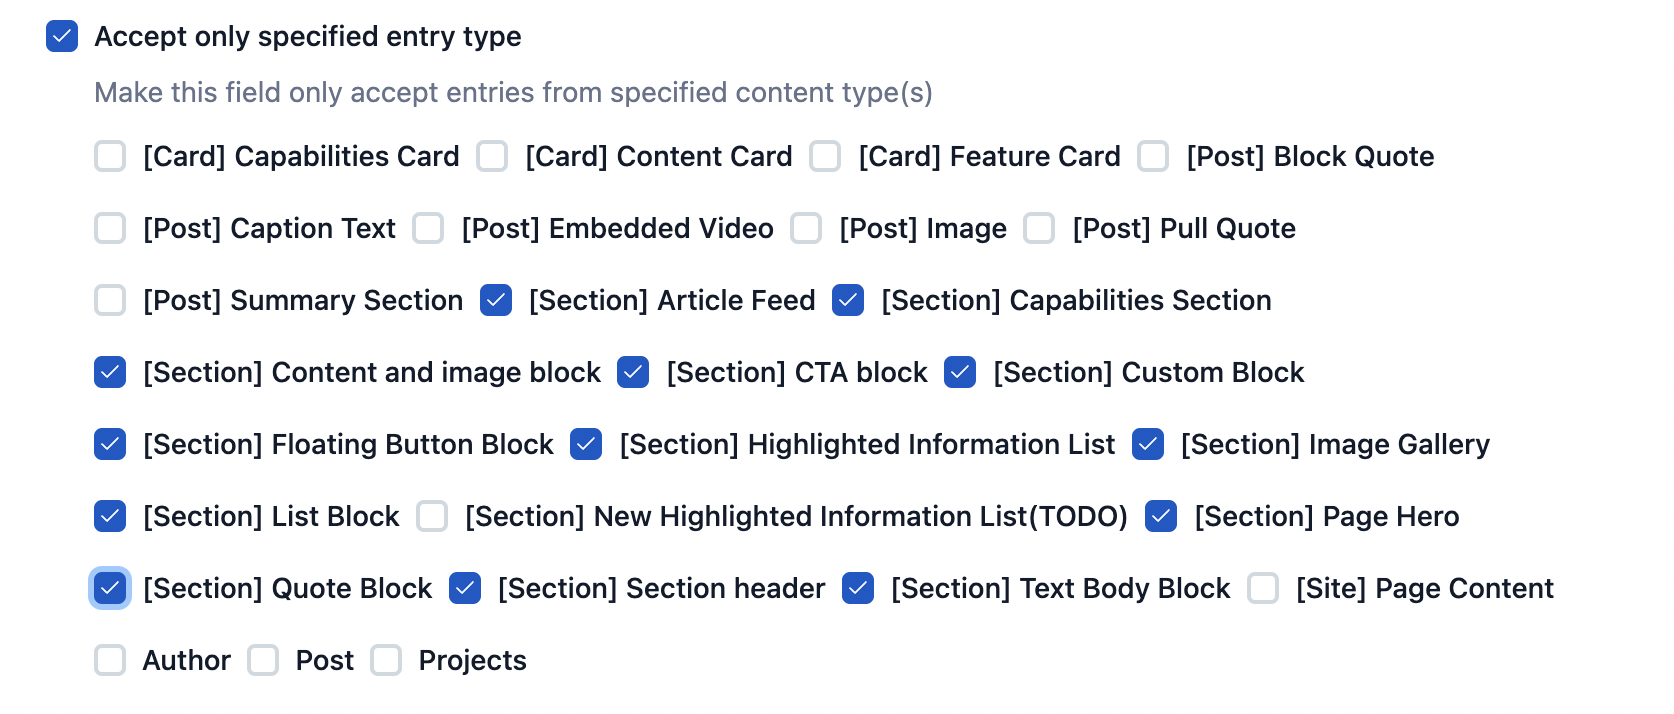 Accept only specified entry type
Make this field only accept entries from specified content type(s)
[Card] Capabilities Card [Card] Content Card [Card] Feature Card [Post] Block Quote
[Post] Caption Text [Post] Embedded Video [Post] Image [Post] Pull Quote
[Post] Summary Section [Section] Article Feed [Section] Capabilities Section
[Section] Content and image block [Section] CTA block [Section] Custom Block
[Section] Floating Button Block [Section] Highlighted Information List [Section] Image Gallery
[Section] List Block [Section] New Highlighted Information List(TODO) [Section] Page Hero
[Section] Quote Block [Section] Section header [Section] Text Body Block [Site] Page Content
Author Post Projects